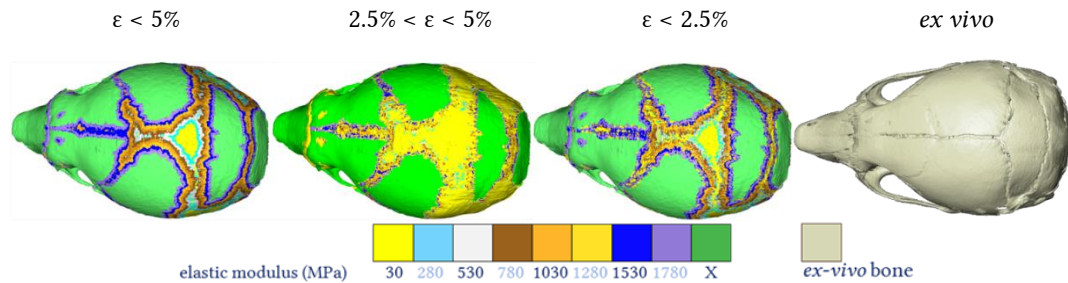 ε < 5% 2.5% < ε < 5% ε < 2.5% ex vivo
elastic modulus (MPa) 30 280 530 780 1030 1280 1530 1780 X ex-vivo bone